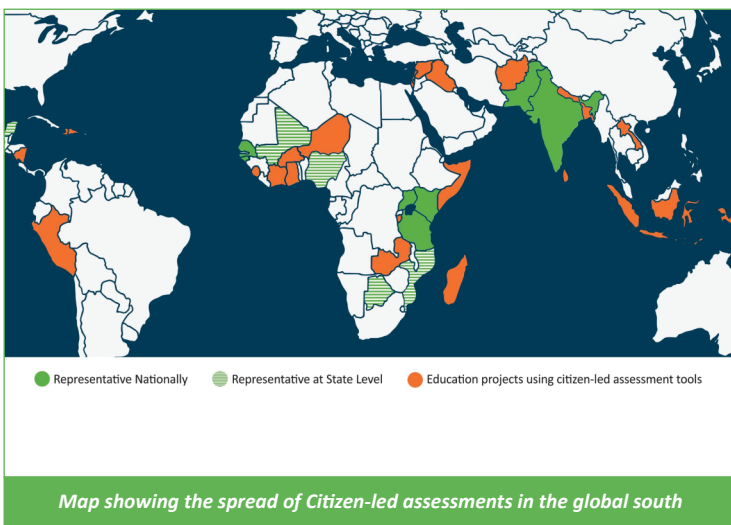 Representative Nationally Representative at State Level Education projects using citizen-led assessment tools
Map showing the spread of Citizen-led assessments in the global south